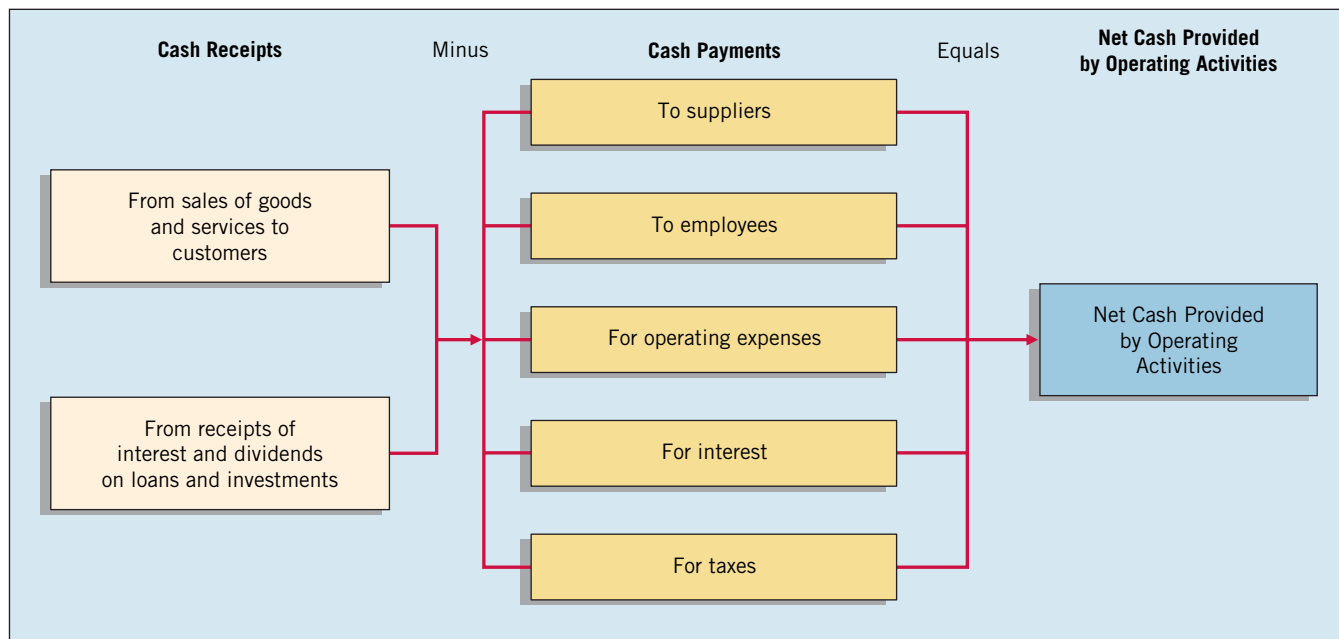 Cash Receipts
Minus
Cash Payments
Equals
Net Cash Provided
by Operating Activities
From sales of goods
and services to
customers
From receipts of
interest and dividends
on loans and investments
To suppliers
To employees
For operating expenses
For interest
For taxes
Net Cash Provided
by Operating
Activities